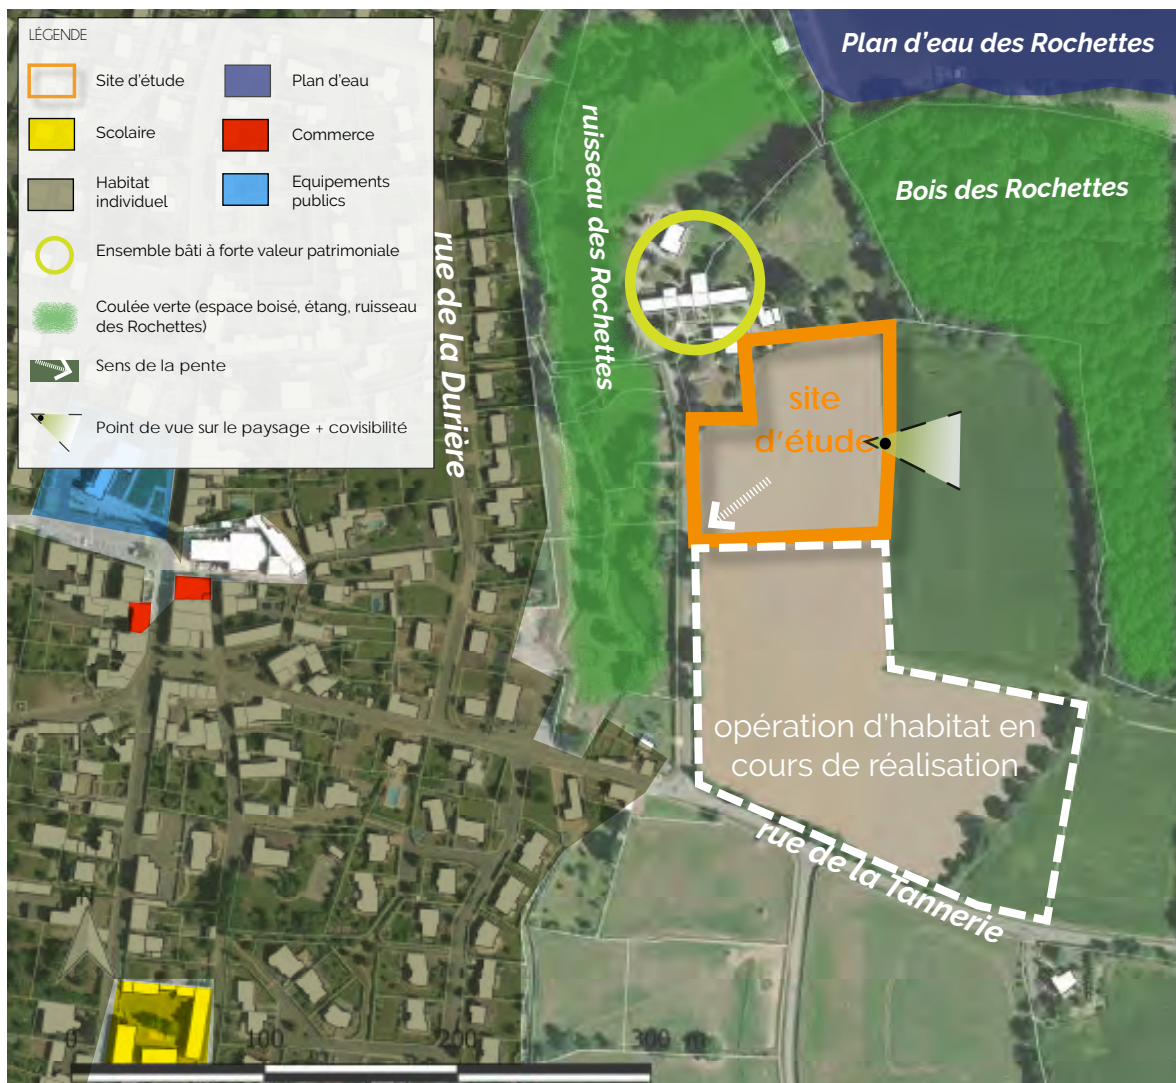 LÉGENDE
Site d'étude
Plan d'eau
Scolaire
Commerce
Habitat
individuel
Equipements
publics
Ensemble bâti à forte valeur patrimoniale
Coulée verte (espace boisé, étang, ruisseau
des Rochettes)
Sens de la pente
Point de vue sur le paysage + covisibilité
Plan d'eau des Rochettes
Bois des Rochettes
ruisseau des Rochettes
rue de la Durière
site
d'étude
opération d'habitat en
cours de réalisation
rue de la Tannerie
0 100 200 300 m